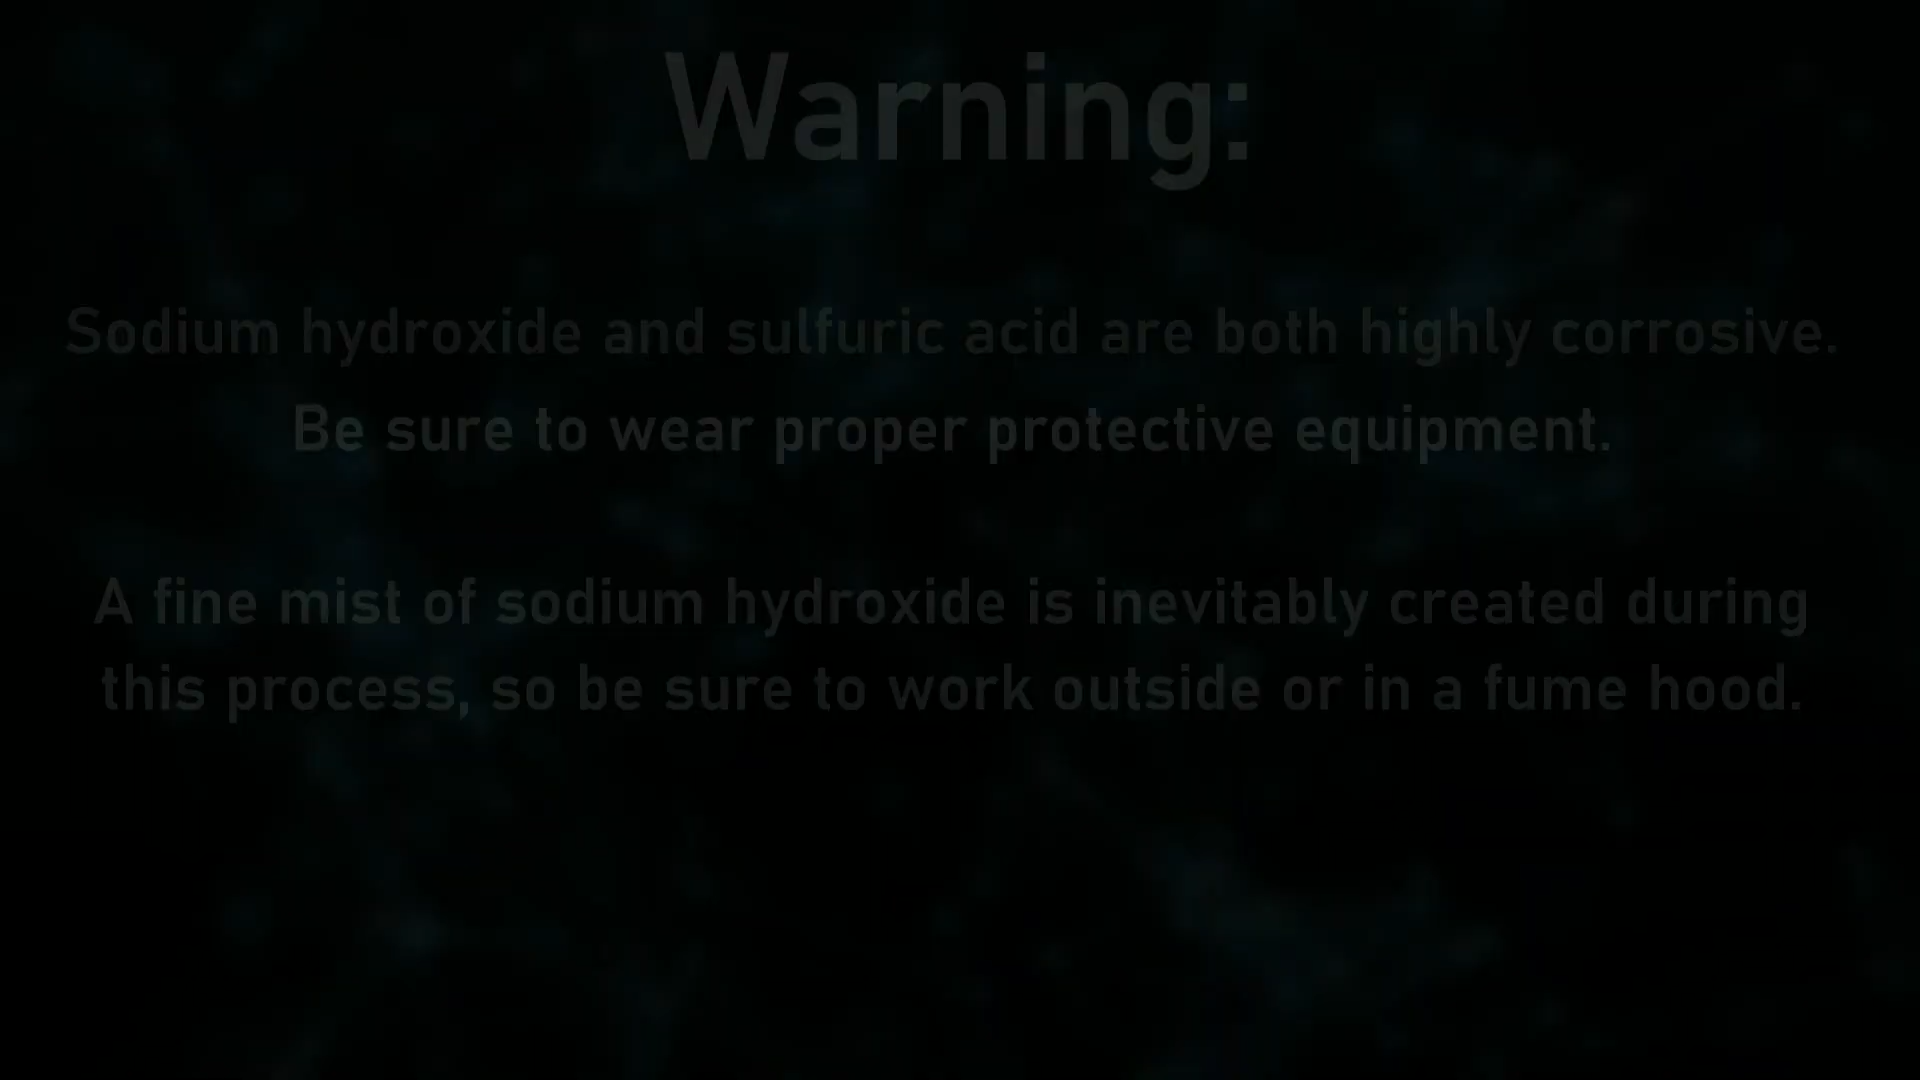 Warning:
Sodium hydroxide and sulfuric acid are both highly corrosive.
Be sure to wear proper protective equipment.
A fine mist of sodium hydroxide is inevitably created during
this process, so be sure to work outside or in a fume hood.